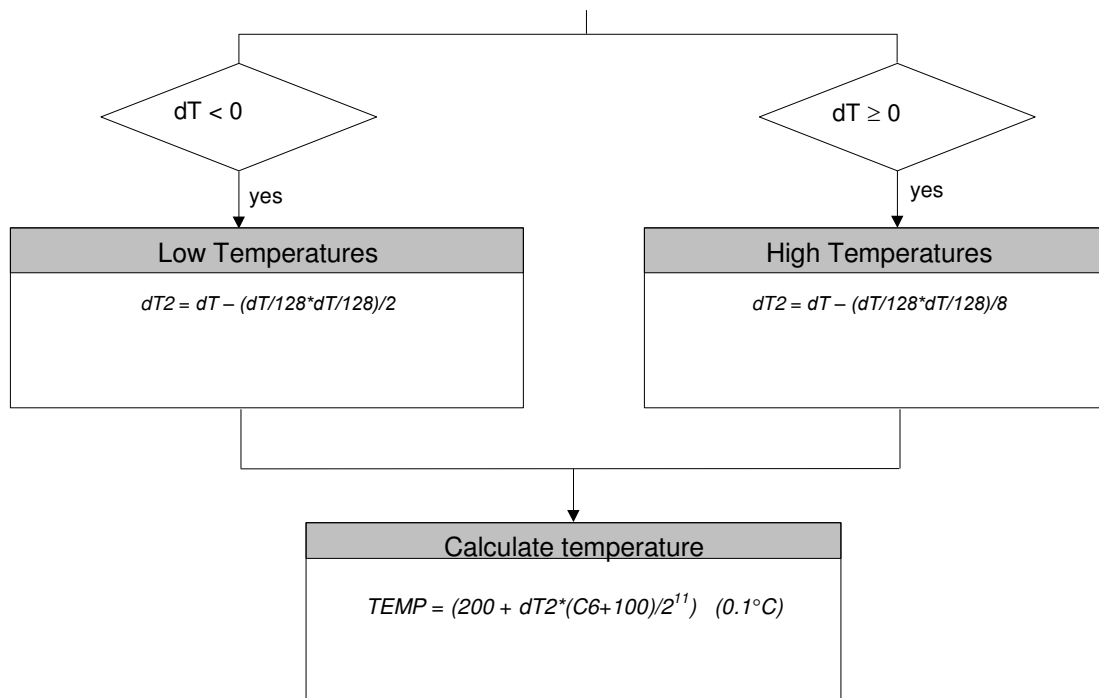 dT < 0
dT ≥ 0
yes
yes
Low Temperatures
dT2 = dT – (dT/128*dT/128)/2
High Temperatures
dT2 = dT – (dT/128*dT/128)/8
Calculate temperature
TEMP = (200 + dT2*(C6+100)/2¹¹) (0.1°C)